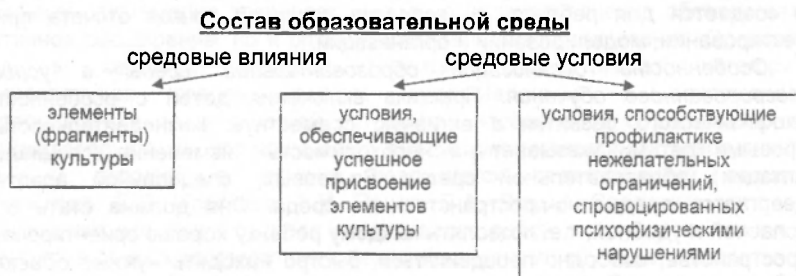 Состав образовательной среды
средовые влияния
средовые условия
элементы
(фрагменты)
культуры
условия,
обеспечивающие
успешное
присвоение
элементов
культуры
условия, способствующие
нежелательных
ограничений,
спровоцированных
психофизическими
нарушениями